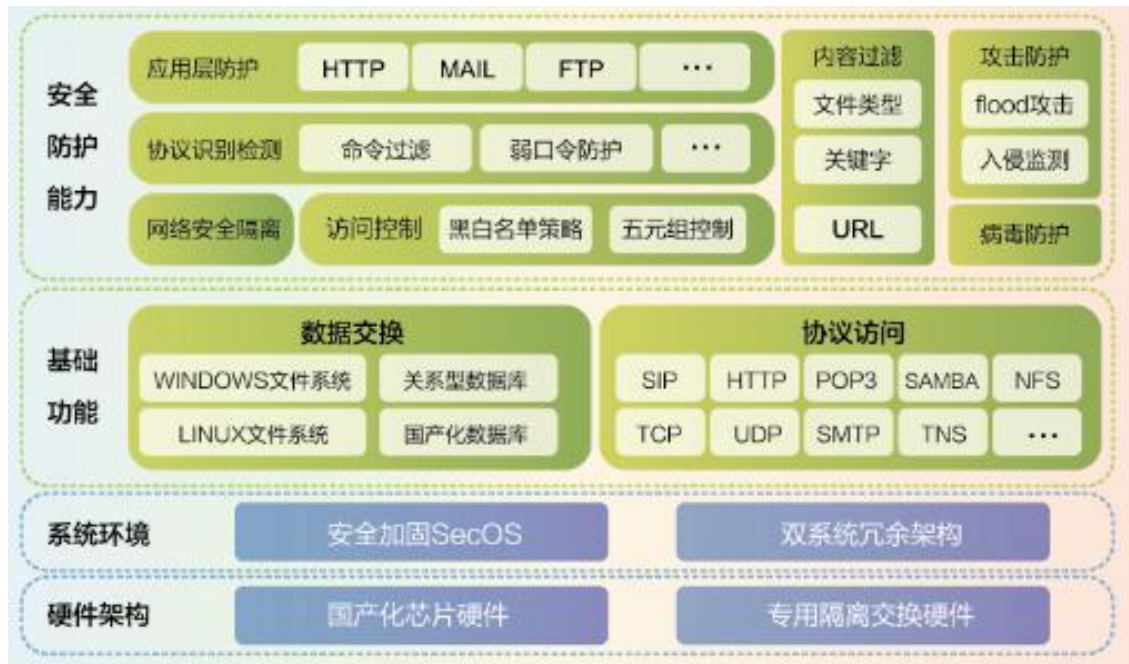 安全
防护
能力
应用层防护 HTTP MAIL FTP ···
协议识别检测 命令过滤 弱口令防护 ···
网络安全隔离 访问控制 黑白名单策略 五元组控制
内容过滤
文件类型
关键字
URL
攻击防护
flood攻击
入侵监测
病毒防护
基础
功能
数据交换
WINDOWS文件系统 关系型数据库
LINUX文件系统 国产化数据库
协议访问
SIP HTTP POP3 SAMBA NFS
TCP UDP SMTP TNS ···
系统环境 安全加固SecOS 双系统冗余架构
硬件架构 国产化芯片硬件 专用隔离交换硬件